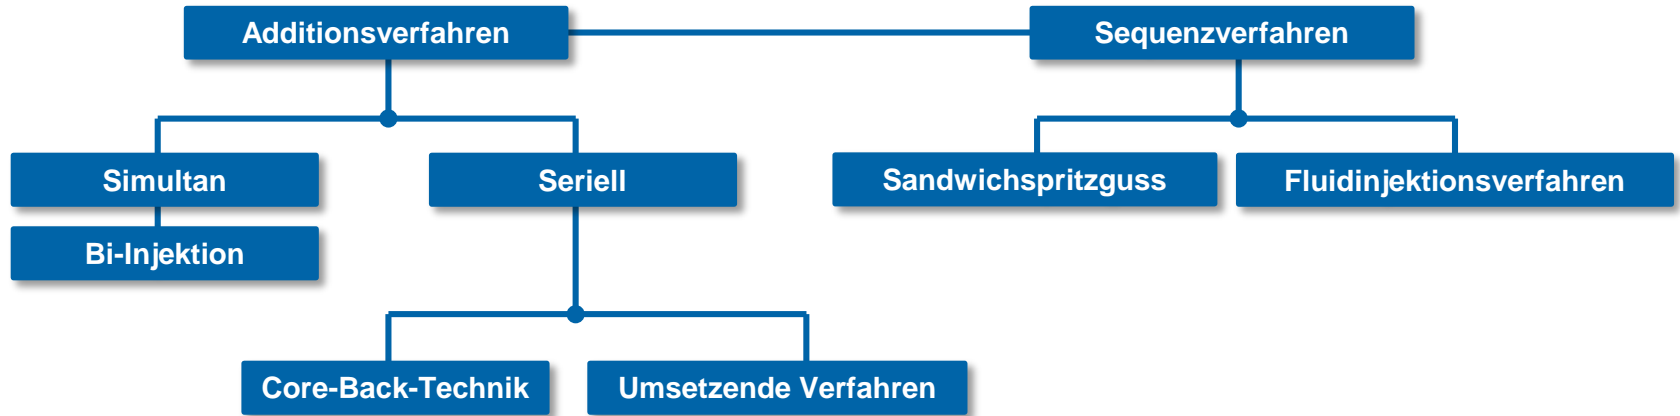 Additionsverfahren
Sequenzverfahren
Simultan
Seriell
Sandwichspritzguss
Fluidinjektionsverfahren
Bi-Injektion
Core-Back-Technik
Umsetzende Verfahren